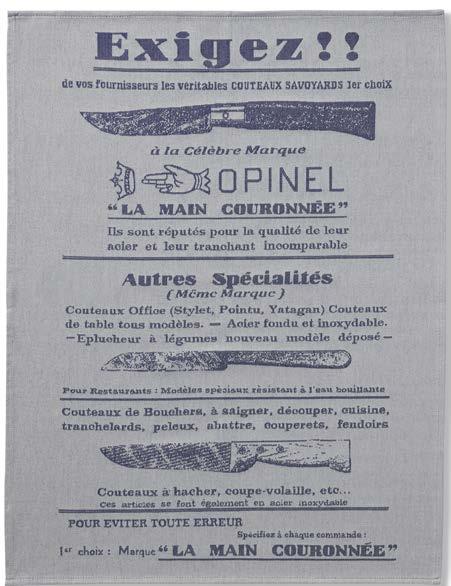 Exigez!!
de vos fournisseurs les véritables COUTEAUX SAVOYARDS 1er choiX
à la Célèbre Marque
OPINEL
“LA MAIN COURONNÉE”
Ils sont réputés pour la qualité de leur
acier et leur tranchant incomparable
Autres Spécialités
(Même Marque)
Couteaux Office (Stylet, Pointu, Yatagan) Couteaux
de table tous modèles. — Acier fondu et inoxydable.
—Eplucheur à légumes nouveau modèle déposé—
Pour Restaurants : Modèles spéciaux résistant à l'eau bouillante
Couteaux de Bouchers, à saigner, découper, cuisine,
tranchelards, peleux, abattre, couperets, fendoirs
Couteaux à hacher, coupe-volaille, etc...
Ces articles se font également en acier inoxydable
POUR EVITER TOUTE ERREUR
Spécifiez à chaque commande :
1er choix : Marque “LA MAIN COURONNÉE”